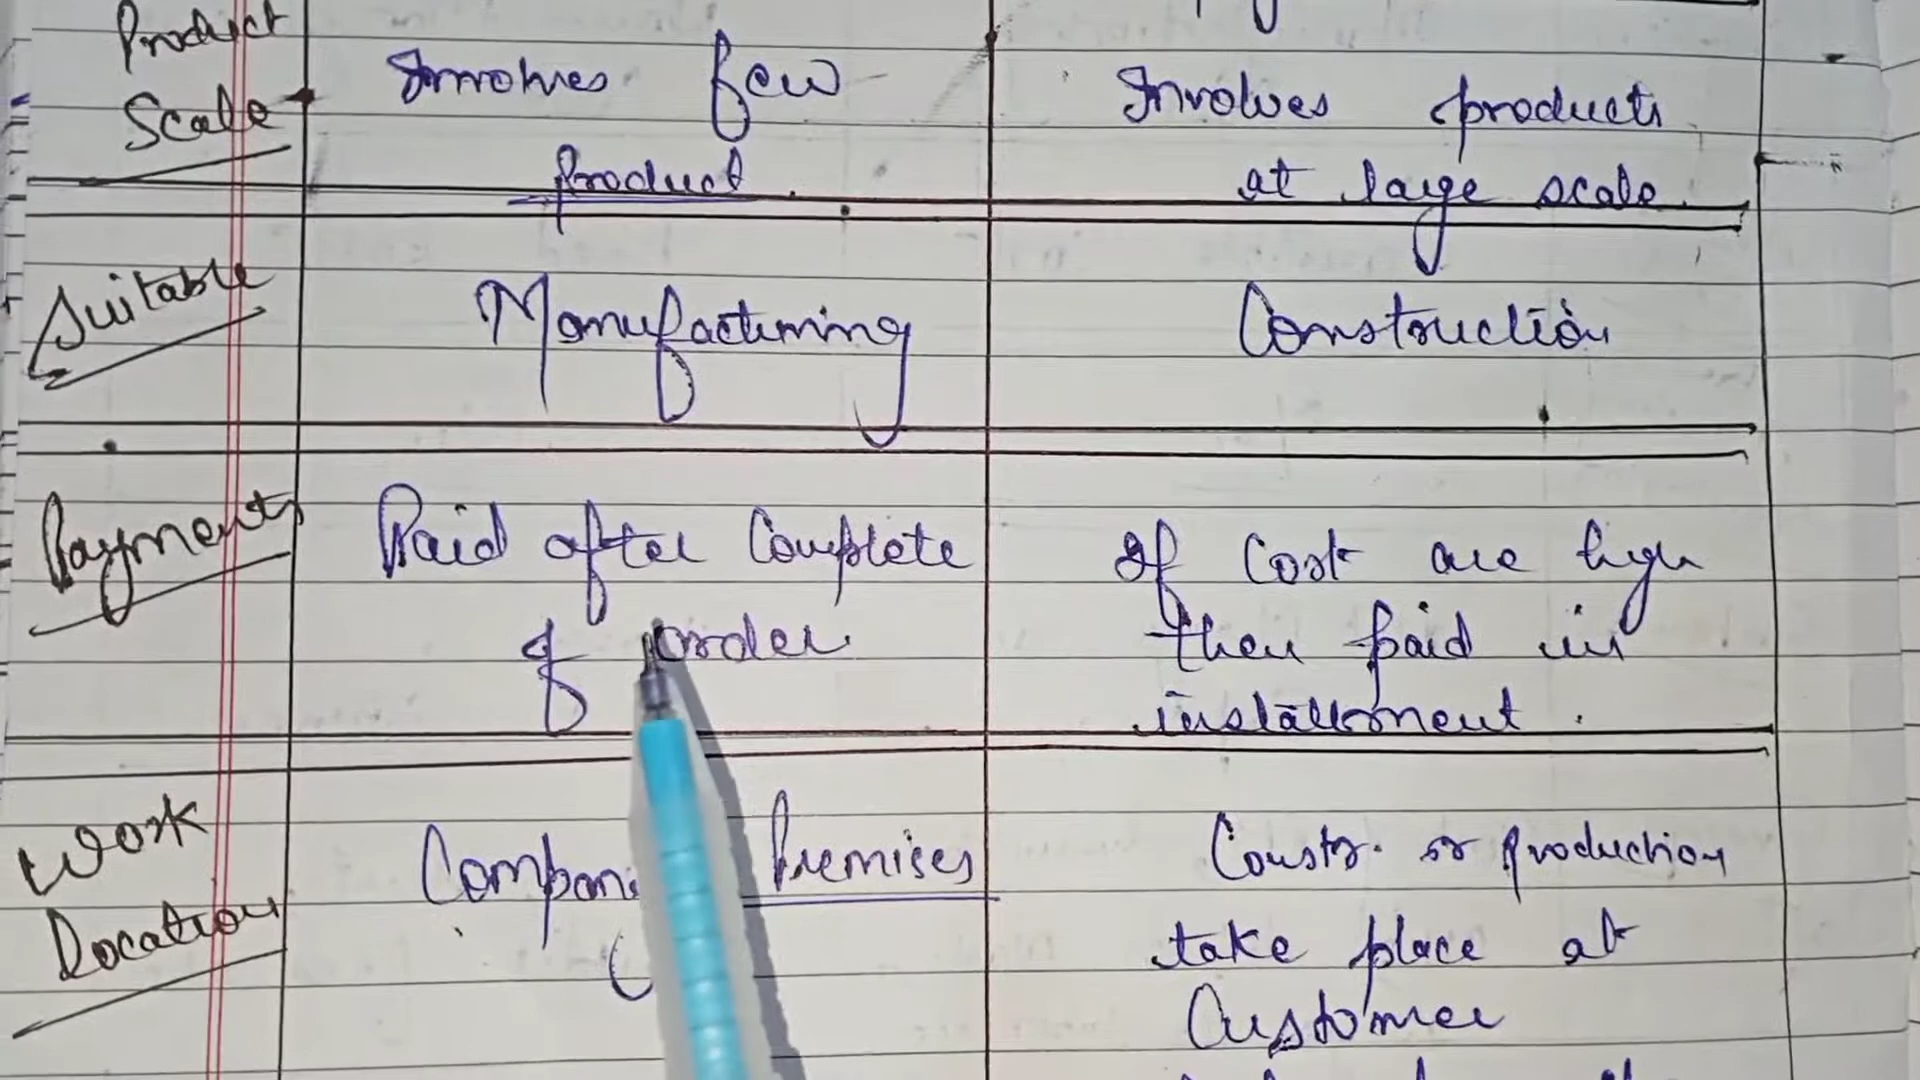 Product
Scale
Involves few
product.
Involves products
at large scale.
Suitable
Manufacturing
Construction
Payments
Paid after Complete
of order.
If Cost are high
then paid in
installment.
Work
Location
Premises
Constr. or production
take place at
Customer